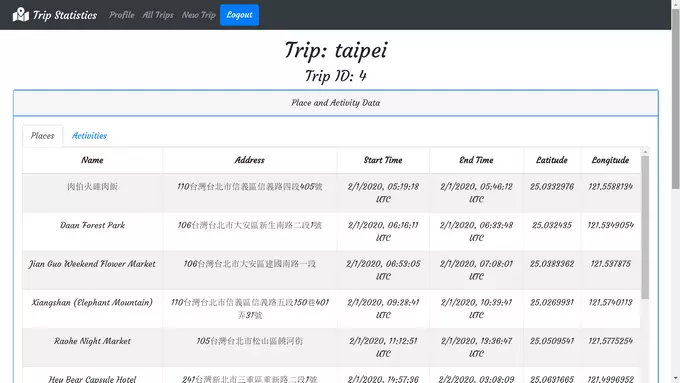 Trip Statistics Profile All Trips New Trip Logout
Trip: taipei
Trip ID: 4
Place and Activity Data
Places Activities
Name Address Start Time End Time Latitude Longitude
肉伯火雞肉飯 110台灣台北市信義區信義路四段405號 2/1/2020, 05:19:18 UTC 2/1/2020, 05:46:12 UTC 25.0332976 121.5588134
Daan Forest Park 106台灣台北市大安區新生南路二段1號 2/1/2020, 06:16:11 UTC 2/1/2020, 06:33:48 UTC 25.032435 121.5349054
Jian Guo Weekend Flower Market 106台灣台北市大安區建國南路一段 2/1/2020, 06:53:05 UTC 2/1/2020, 07:08:01 UTC 25.0383362 121.537875
Xiangshan (Elephant Mountain) 110台灣台北市信義區信義路五段150巷401弄31號 2/1/2020, 09:28:41 UTC 2/1/2020, 10:39:41 UTC 25.0269931 121.5740113
Raohe Night Market 105台灣台北市松山區饒河街 2/1/2020, 11:12:51 UTC 2/1/2020, 13:36:47 UTC 25.0509541 121.5775254
Hey Bear Capsule Hotel 241台灣新北市三重區重新路二段1號 2/1/2020, 14:57:36 2/2/2020, 03:08:09 25.0631665 121.4996952